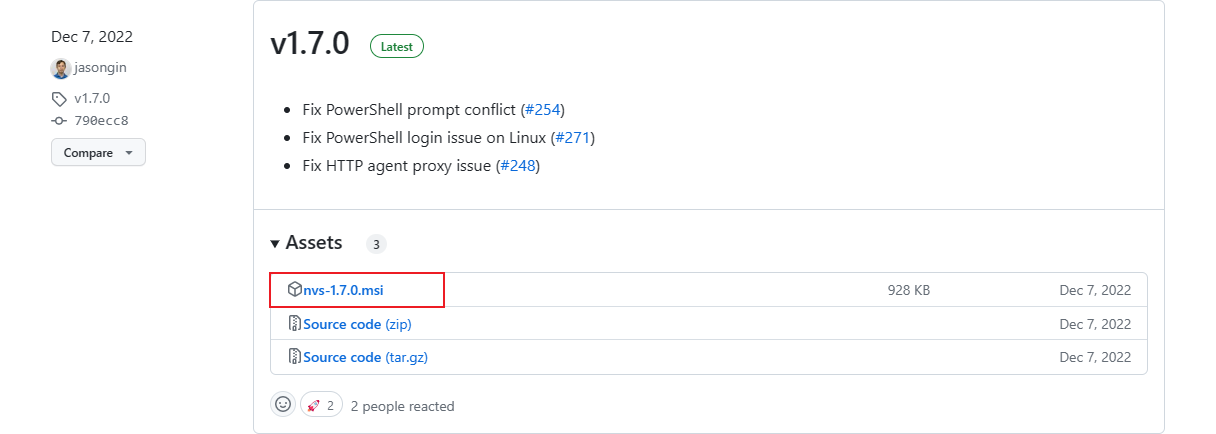 Dec 7, 2022
jasongin
v1.7.0
790ecc8
Compare
v1.7.0 Latest
Fix PowerShell prompt conflict (#254)
Fix PowerShell login issue on Linux (#271)
Fix HTTP agent proxy issue (#248)
Assets 3
nvs-1.7.0.msi 928 KB Dec 7, 2022
Source code (zip) Dec 7, 2022
Source code (tar.gz) Dec 7, 2022
2 2 people reacted